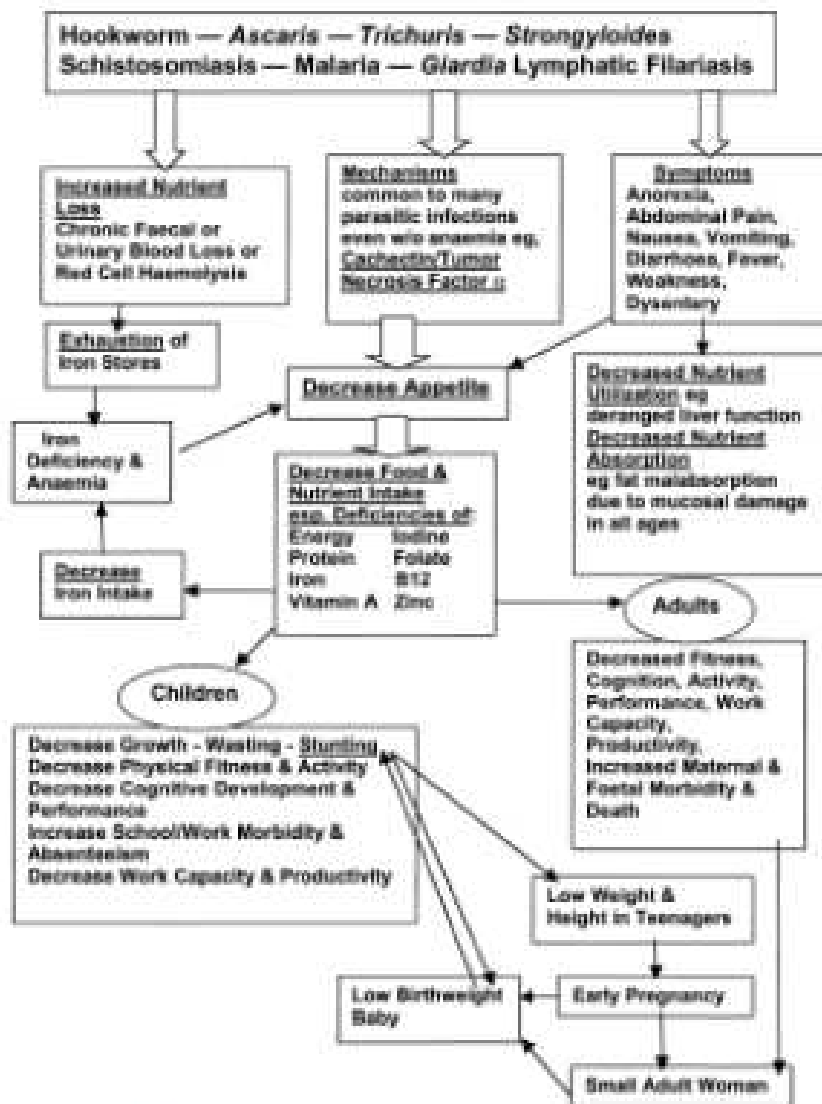 Hookworm — Ascaris — Trichuris — Strongyloides
Schistosomiasis — Malaria — Giardia Lymphatic Filariasis
Increased Nutrient
Loss
Chronic Faecal or
Urinary Blood Loss or
Red Cell Haemolysis
Mechanisms
common to many
parasitic infections
even w/o anaemia eg,
Cachectin/Tumor
Necrosis Factor α
Symptoms
Anorexia,
Abdominal Pain,
Nausea, Vomiting,
Diarrhoea, Fever,
Weakness,
Dysentery
Exhaustion of
Iron Stores
Decrease Appetite
Decreased Nutrient
Utilization eg
deranged liver function
Decreased Nutrient
Absorption
eg fat malabsorption
due to mucosal damage
in all ages
Iron
Deficiency &
Anaemia
Decrease Food &
Nutrient Intake
esp. Deficiencies of:
Energy Iodine
Protein Folate
Iron B12
Vitamin A Zinc
Decrease
Iron Intake
Adults
Children
Decreased Fitness,
Cognition, Activity,
Performance, Work
Capacity,
Productivity,
Increased Maternal &
Foetal Morbidity &
Death
Decrease Growth - Wasting - Stunting
Decrease Physical Fitness & Activity
Decrease Cognitive Development &
Performance
Increase School/Work Morbidity &
Absenteeism
Decrease Work Capacity & Productivity
Low Weight &
Height in Teenagers
Low Birthweight
Baby
Early Pregnancy
Small Adult Woman